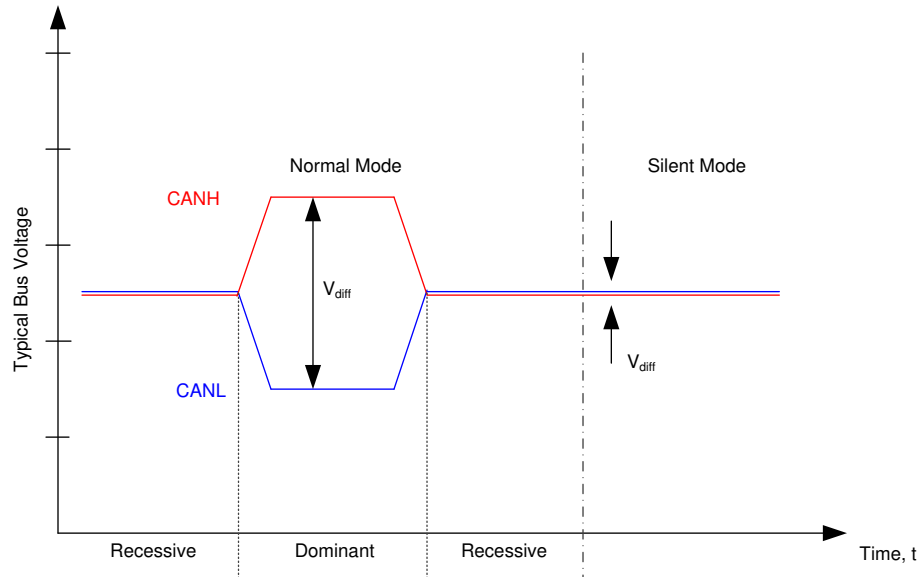 Normal Mode
Silent Mode
CANH
Typical Bus Voltage
V_diff
V_diff
CANL
Recessive
Dominant
Recessive
Time, t